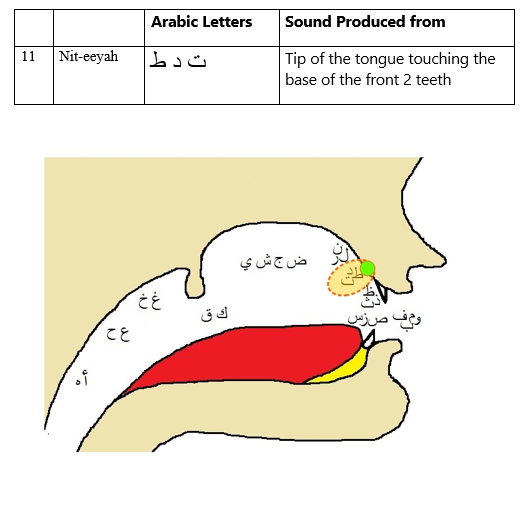 Arabic Letters Sound Produced from
11 Nit-eeyah ت د ط Tip of the tongue touching the
base of the front 2 teeth
ن
ل
ر
ض ج ش ي
ط د
ت
غ خ
ظ
ذ ث
ك ق
ص ز س
ف و م
ب
ع ح
أ ه